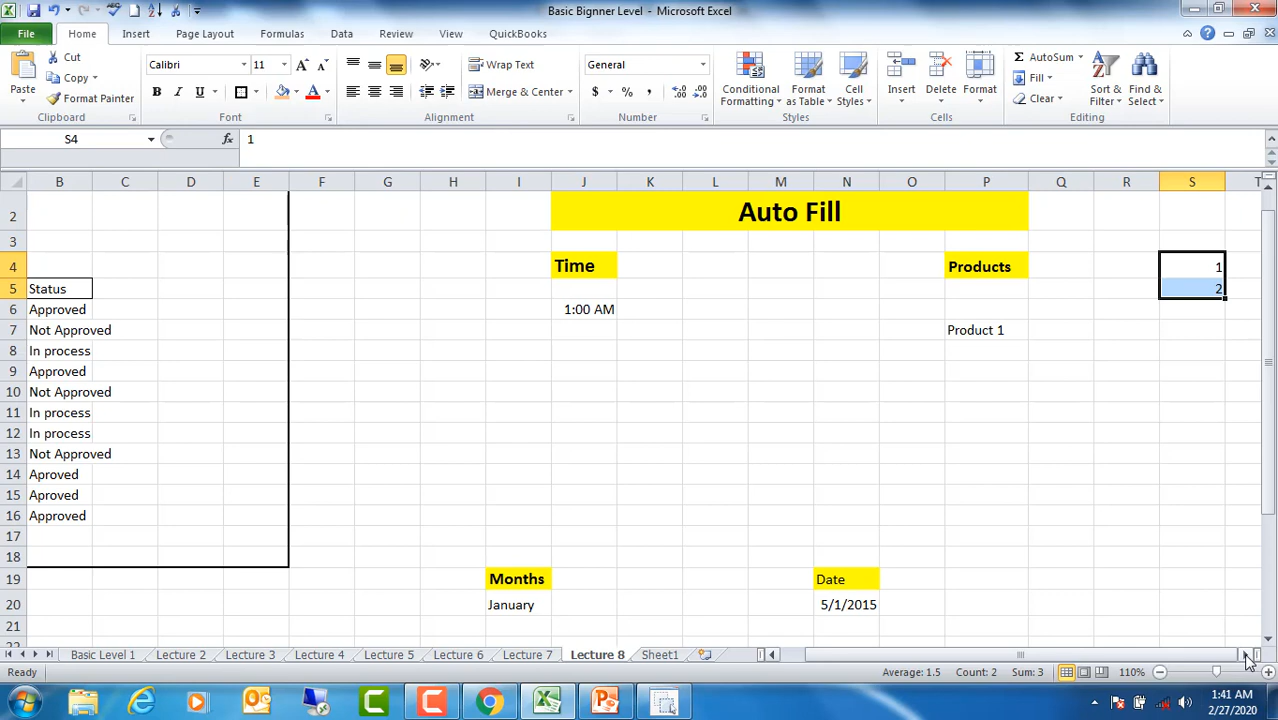 Basic Bignner Level - Microsoft Excel
File Home Insert Page Layout Formulas Data Review View QuickBooks
Paste
Cut
Copy
Format Painter
Clipboard
Calibri 11
B I U
Font
Wrap Text
Merge & Center
Alignment
General
$ % ,
Number
Conditional Formatting
Format as Table
Cell Styles
Styles
Insert Delete Format
Cells
Σ AutoSum
Fill
Clear
Sort & Filter
Find & Select
Editing
S4 fx 1
B C D E F G H I J K L M N O P Q R S T
2 Auto Fill
3
4 Time Products 1
5 Status 2
6 Approved 1:00 AM
7 Not Approved Product 1
8 In process
9 Approved
10 Not Approved
11 In process
12 In process
13 Not Approved
14 Aproved
15 Aproved
16 Approved
17
18
19 Months Date
20 January 5/1/2015
21
22
Basic Level 1 Lecture 2 Lecture 3 Lecture 4 Lecture 5 Lecture 6 Lecture 7 Lecture 8 Sheet1
Ready Average: 1.5 Count: 2 Sum: 3 110%
1:41 AM
2/27/2020